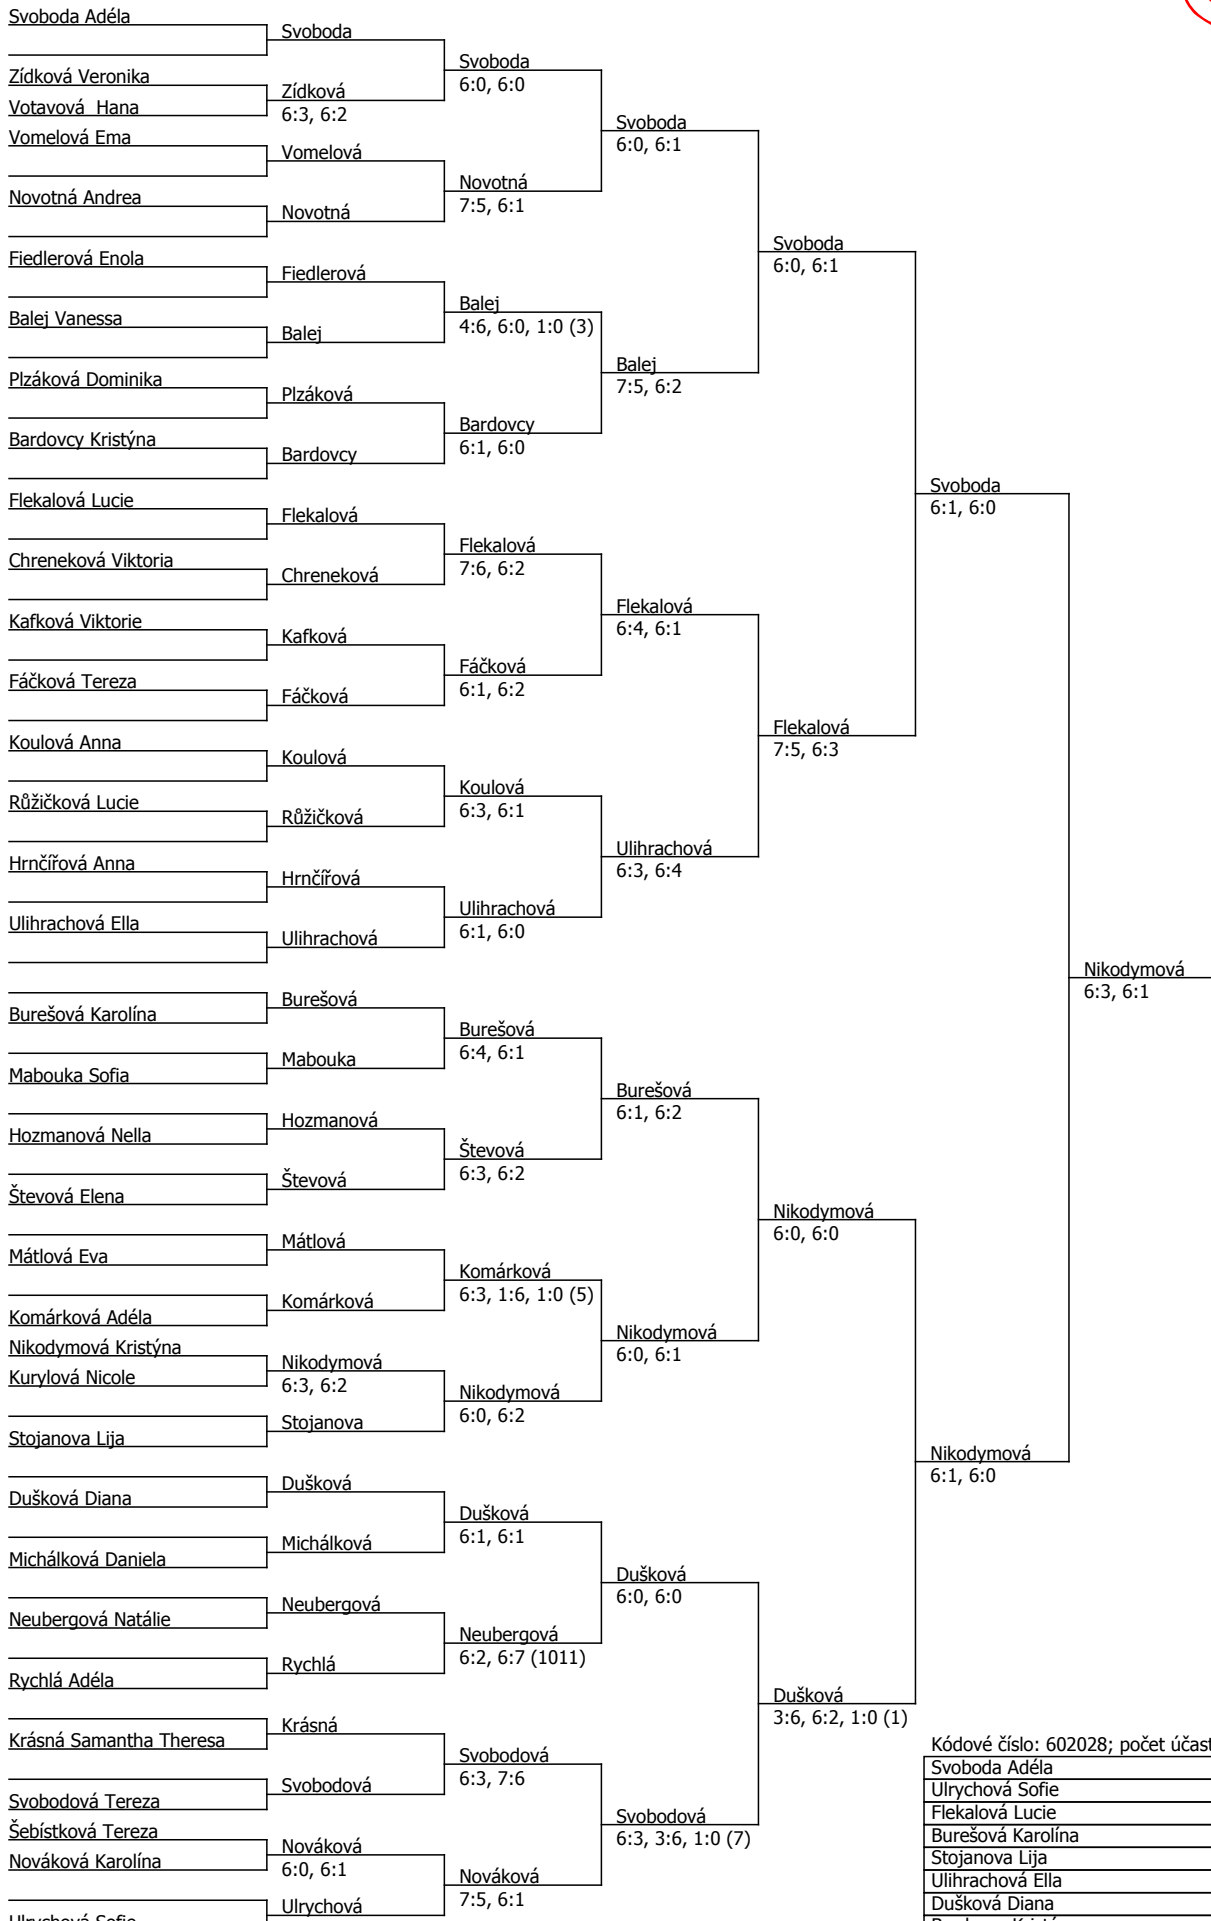 Svoboda Adéla
Zídková Veronika
Votavová  Hana
Vomelová Ema
Novotná Andrea
Fiedlerová Enola
Balej Vanessa
Plzáková Dominika
Bardovcy Kristýna
Flekalová Lucie
Chreneková Viktoria
Kafková Viktorie
Fáčková Tereza
Koulová Anna
Růžičková Lucie
Hrnčířová Anna
Ulihrachová Ella
Burešová Karolína
Mabouka Sofia
Hozmanová Nella
Števová Elena
Mátlová Eva
Komárková Adéla
Nikodymová Kristýna
Kurylová Nicole
Stojanova Lija
Dušková Diana
Michálková Daniela
Neubergová Natálie
Rychlá Adéla
Krásná Samantha Theresa
Svobodová Tereza
Šebístková Tereza
Nováková Karolína
Ulrychová Sofie
Svoboda
Zídková
6:3, 6:2
Vomelová
Novotná
Fiedlerová
Balej
Plzáková
Bardovcy
Flekalová
Chreneková
Kafková
Fáčková
Koulová
Růžičková
Hrnčířová
Ulihrachová
Burešová
Mabouka
Hozmanová
Števová
Mátlová
Komárková
Nikodymová
6:3, 6:2
Stojanova
Dušková
Michálková
Neubergová
Rychlá
Krásná
Svobodová
Nováková
6:0, 6:1
Ulrychová
Svoboda
6:0, 6:0
Novotná
7:5, 6:1
Balej
4:6, 6:0, 1:0 (3)
Bardovcy
6:1, 6:0
Flekalová
7:6, 6:2
Fáčková
6:1, 6:2
Koulová
6:3, 6:1
Ulihrachová
6:1, 6:0
Burešová
6:4, 6:1
Števová
6:3, 6:2
Komárková
6:3, 1:6, 1:0 (5)
Nikodymová
6:0, 6:2
Dušková
6:1, 6:1
Neubergová
6:2, 6:7 (1011)
Svobodová
6:3, 7:6
Nováková
7:5, 6:1
Svoboda
6:0, 6:1
Balej
7:5, 6:2
Flekalová
6:4, 6:1
Ulihrachová
6:3, 6:4
Burešová
6:1, 6:2
Nikodymová
6:0, 6:1
Dušková
6:0, 6:0
Svobodová
6:3, 3:6, 1:0 (7)
Svoboda
6:0, 6:1
Flekalová
7:5, 6:3
Nikodymová
6:0, 6:0
Dušková
3:6, 6:2, 1:0 (1)
Svoboda
6:1, 6:0
Nikodymová
6:1, 6:0
Nikodymová
6:3, 6:1
Kódové číslo: 602028; počet účast
Svoboda Adéla
Ulrychová Sofie
Flekalová Lucie
Burešová Karolína
Stojanova Lija
Ulihrachová Ella
Dušková Diana